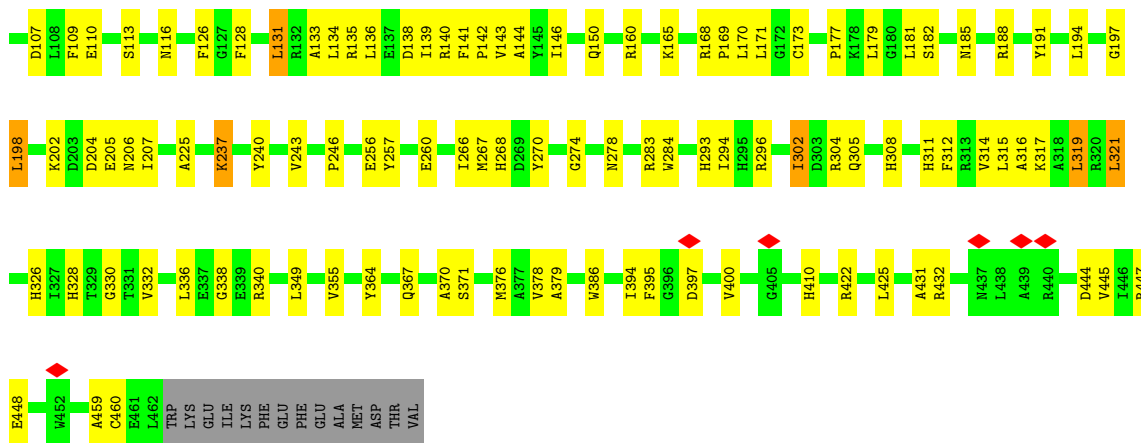 D107 L108 F109 E110 S113 N116 F126 G127 F128 L131 R132 A133 L134 R135 L136 E137 D138 I139 R140 F141 P142 V143 A144 Y145 I146 Q150 R160 K165 R168 P169 L170 L171 G172 C173 P177 K178 L179 G180 L181 S182 N185 R188 Y191 L194 G197
L198 K202 D203 D204 E205 N206 I207 A225 K237 Y240 V243 P246 E256 Y257 E260 I266 M267 H268 D269 Y270 G274 N278 R283 W284 H293 I294 H295 R296 I302 D303 R304 Q305 H308 H311 F312 R313 V314 L315 A316 K317 A318 L319 R320 L321
H326 I327 H328 T329 G330 T331 V332 L336 E337 G338 E339 R340 L349 V355 Y364 Q367 A370 S371 M376 A377 V378 A379 W386 I394 F395 G396 D397 V400 G405 H410 R422 L425 A431 R432 N437 L438 A439 R440 D444 V445 I446 R447
E448 W452 A459 C460 E461 L462 TRP LYS GLU ILE LYS PHE GLU PHE GLU ALA MET ASP THR VAL